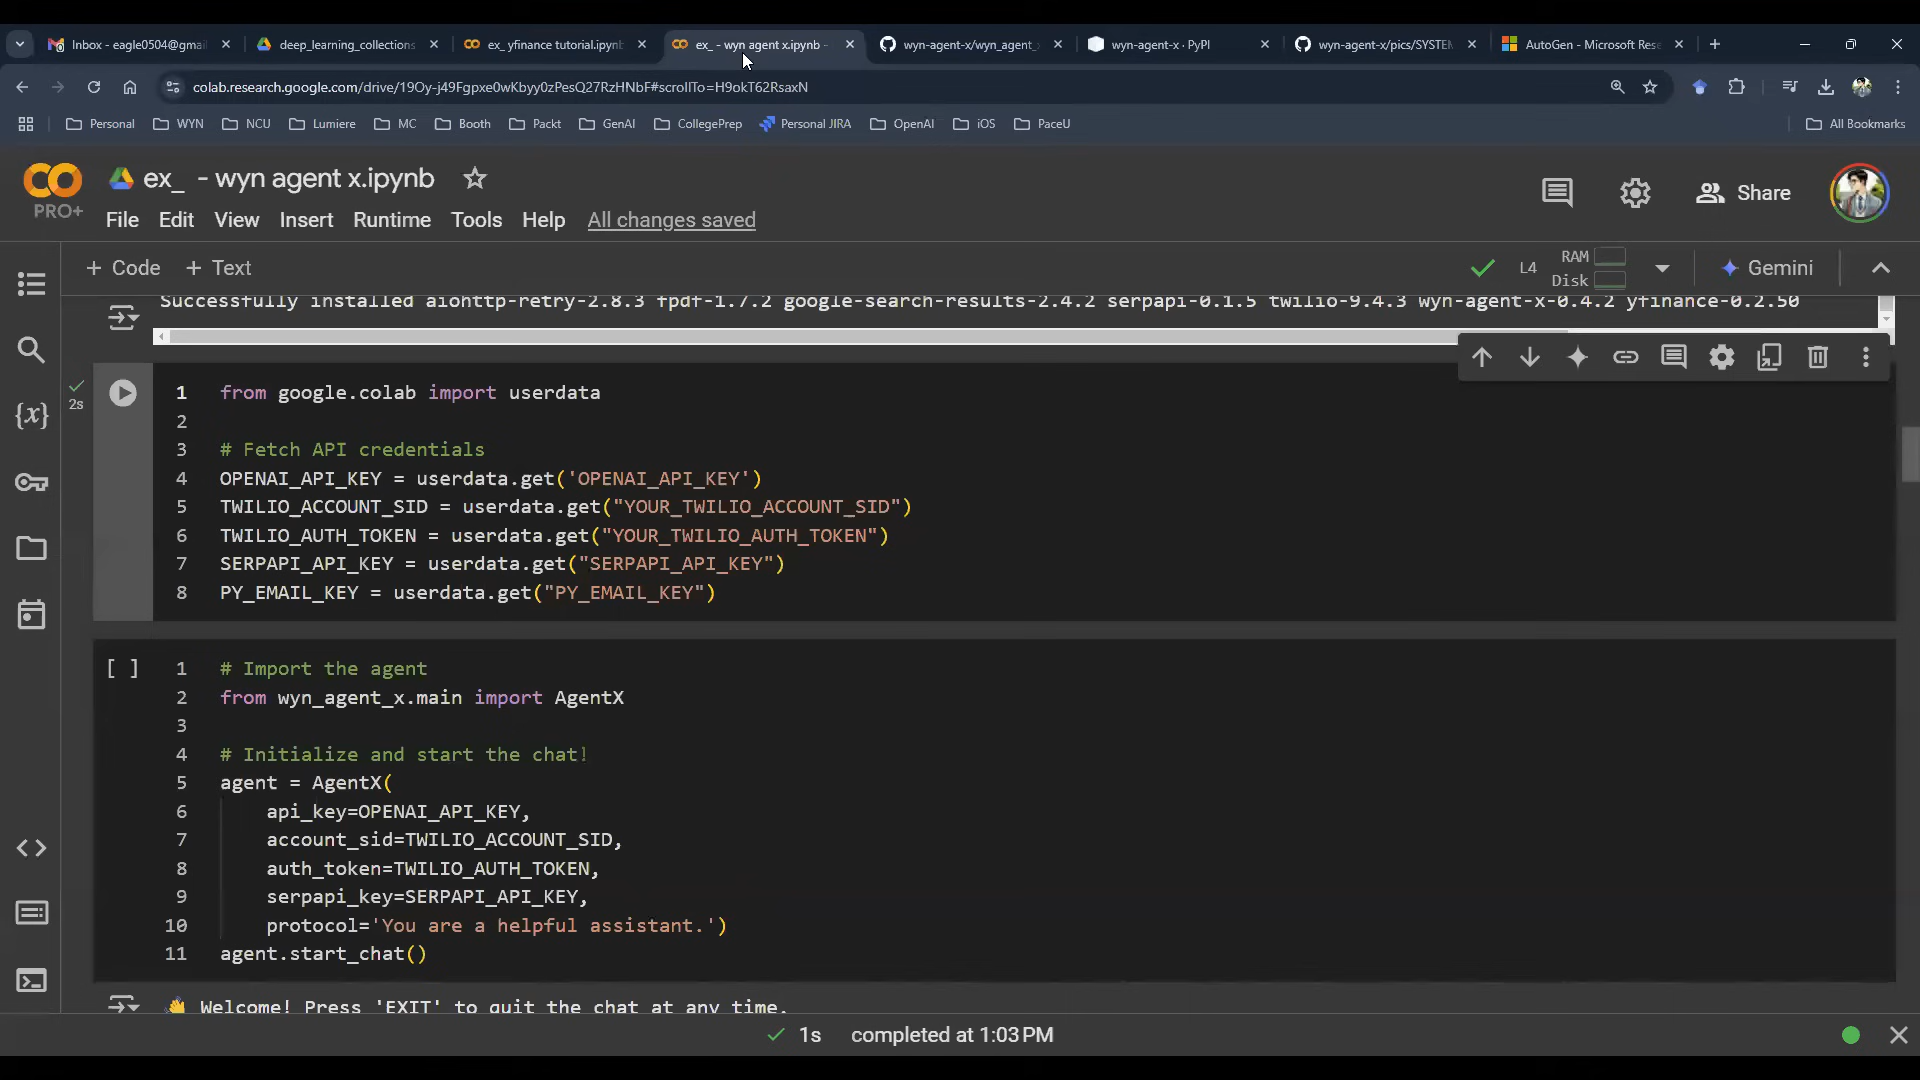 Inbox - eagle0504@gmai
deep_learning_collections
ex_ yfinance tutorial.ipynb
ex_ - wyn agent x.ipynb -
wyn-agent-x/wyn_agent_
wyn-agent-x · PyPI
wyn-agent-x/pics/SYSTEM
AutoGen - Microsoft Res
colab.research.google.com/drive/19Oy-j49Fgpxe0wKbyy0zPesQ27RzHNbF#scrollTo=H9okT62RsaxN
Personal
WYN
NCU
Lumiere
MC
Booth
Packt
GenAI
CollegePrep
Personal JIRA
OpenAI
iOS
PaceU
All Bookmarks
CO
PRO+
ex_ - wyn agent x.ipynb
Share
File Edit View Insert Runtime Tools Help All changes saved
+ Code + Text
L4
RAM
Disk
Gemini
Successfully installed aiohttp-retry-2.8.3 fpdf-1.7.2 google-search-results-2.4.2 serpapi-0.1.5 twilio-9.4.3 wyn-agent-x-0.4.2 yfinance-0.2.50
2s
1 from google.colab import userdata
2
3 # Fetch API credentials
4 OPENAI_API_KEY = userdata.get('OPENAI_API_KEY')
5 TWILIO_ACCOUNT_SID = userdata.get("YOUR_TWILIO_ACCOUNT_SID")
6 TWILIO_AUTH_TOKEN = userdata.get("YOUR_TWILIO_AUTH_TOKEN")
7 SERPAPI_API_KEY = userdata.get("SERPAPI_API_KEY")
8 PY_EMAIL_KEY = userdata.get("PY_EMAIL_KEY")
[ ] 1 # Import the agent
2 from wyn_agent_x.main import AgentX
3
4 # Initialize and start the chat!
5 agent = AgentX(
6 api_key=OPENAI_API_KEY,
7 account_sid=TWILIO_ACCOUNT_SID,
8 auth_token=TWILIO_AUTH_TOKEN,
9 serpapi_key=SERPAPI_API_KEY,
10 protocol='You are a helpful assistant.')
11 agent.start_chat()
👋 Welcome! Press 'EXIT' to quit the chat at any time.
1s completed at 1:03 PM